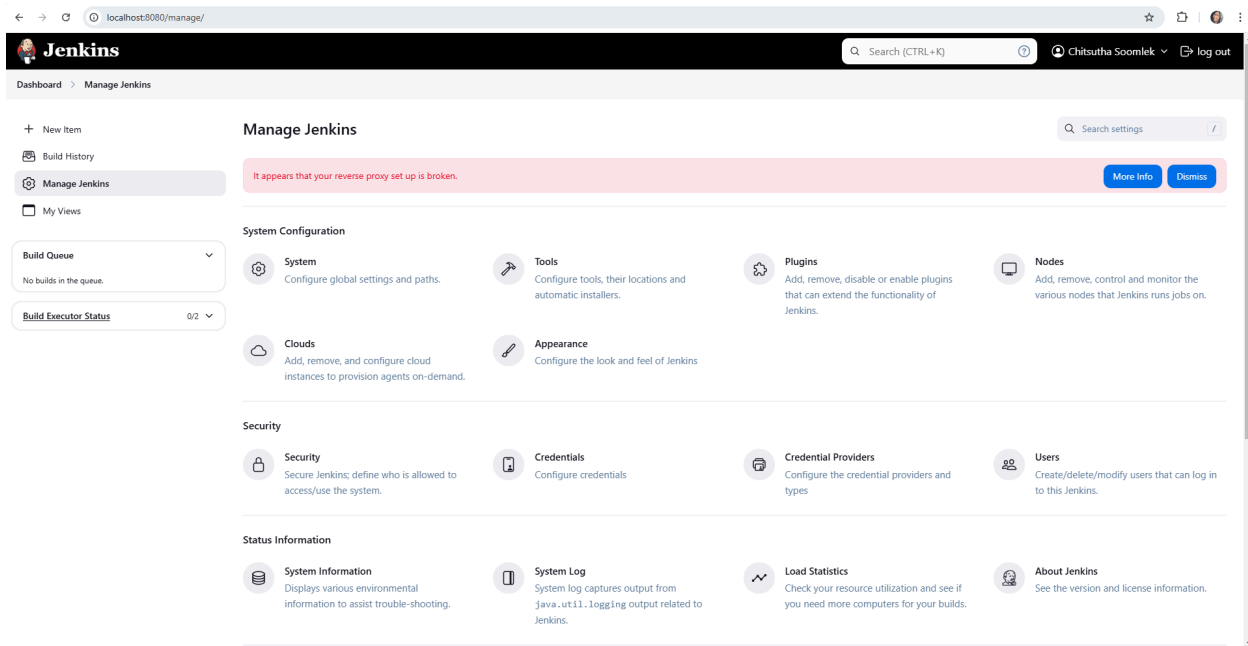 localhost:8080/manage/
Jenkins
Search (CTRL+K)
?
Chitsutha Soomlek
log out
Dashboard > Manage Jenkins
New Item
Build History
Manage Jenkins
My Views
Build Queue
No builds in the queue.
Build Executor Status
0/2
Manage Jenkins
Search settings
/
It appears that your reverse proxy set up is broken.
More Info
Dismiss
System Configuration
System
Configure global settings and paths.
Tools
Configure tools, their locations and
automatic installers.
Plugins
Add, remove, disable or enable plugins
that can extend the functionality of
Jenkins.
Nodes
Add, remove, control and monitor the
various nodes that Jenkins runs jobs on.
Clouds
Add, remove, and configure cloud
instances to provision agents on-demand.
Appearance
Configure the look and feel of Jenkins
Security
Security
Secure Jenkins; define who is allowed to
access/use the system.
Credentials
Configure credentials
Credential Providers
Configure the credential providers and
types
Users
Create/delete/modify users that can log in
to this Jenkins.
Status Information
System Information
Displays various environmental
information to assist trouble-shooting.
System Log
System log captures output from
java.util.logging output related to
Jenkins.
Load Statistics
Check your resource utilization and see if
you need more computers for your builds.
About Jenkins
See the version and license information.